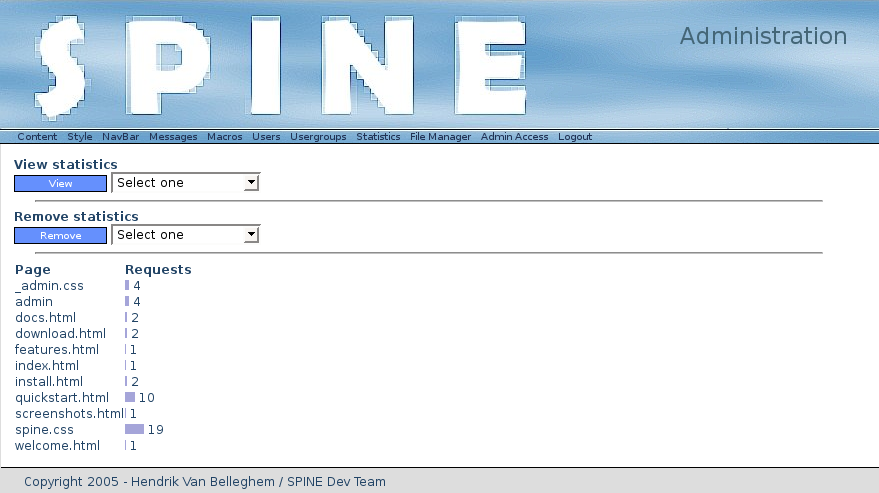 SPINE
Administration
Content Style NavBar Messages Macros Users Usergroups Statistics File Manager Admin Access Logout
View statistics
View Select one
Remove statistics
Remove Select one
Page Requests
_admin.css 4
admin 4
docs.html 2
download.html 2
features.html 1
index.html 1
install.html 2
quickstart.html 10
screenshots.html 1
spine.css 19
welcome.html 1
Copyright 2005 - Hendrik Van Belleghem / SPINE Dev Team